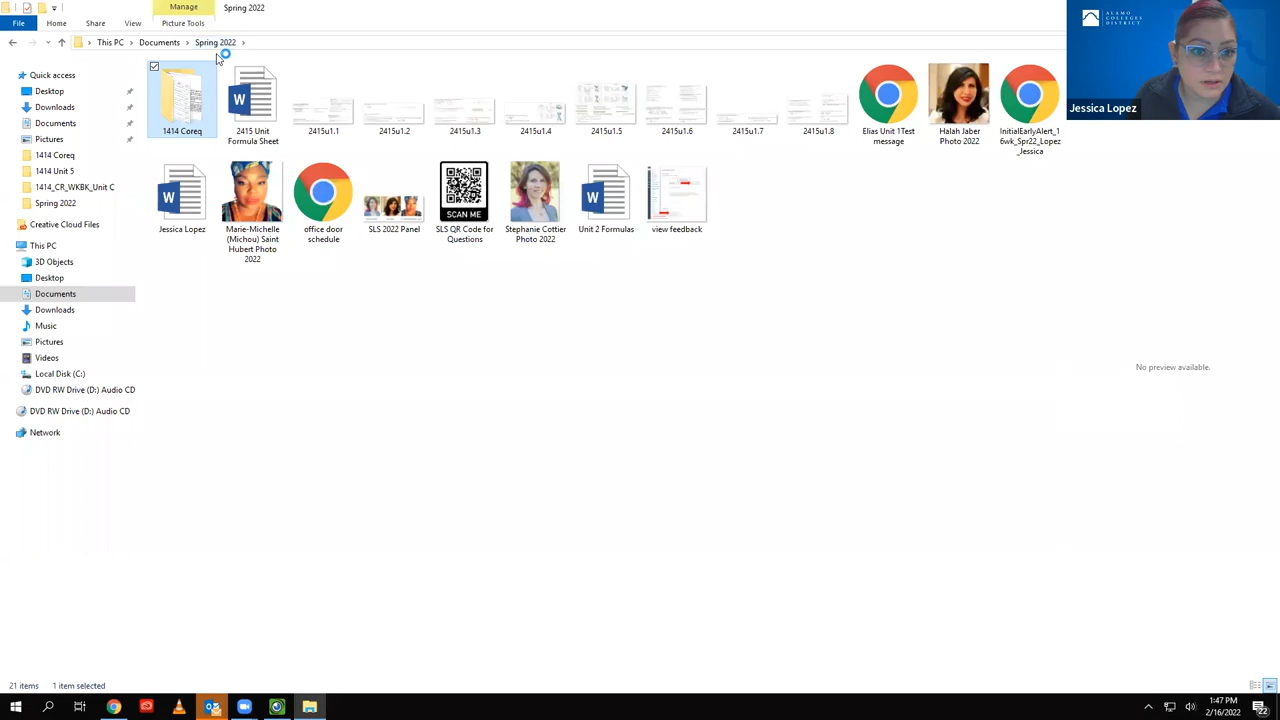 Manage
Spring 2022
File
Home
Share
View
Picture Tools
This PC
Documents
Spring 2022
Quick access
Desktop
Downloads
Documents
Pictures
1414 Coreq
1414 Unit 5
1414_CR_WKBK_Unit C
Spring 2022
Creative Cloud Files
This PC
3D Objects
Desktop
Documents
Downloads
Music
Pictures
Videos
Local Disk (C:)
DVD RW Drive (D:) Audio CD
DVD RW Drive (D:) Audio CD
Network
1414 Coreq
2415 Unit
Formula Sheet
2415u1.1
2415u1.2
2415u1.3
2415u1.4
2415u1.5
2415u1.6
2415u1.7
2415u1.8
Elias Unit 1Test
message
Halah Jaber
Photo 2022
InitialEarlyAlert_1
6wk_Spr22_Lopez
_Jessica
Jessica Lopez
Marie-Michelle
(Michou) Saint
Hubert Photo
2022
office door
schedule
SLS 2022 Panel
SCAN ME
SLS QR Code for
Questions
Stephanie Cottier
Photo 2022
Unit 2 Formulas
view feedback
No preview available.
ALAMO
COLLEGES
DISTRICT
Jessica Lopez
21 items
1 item selected
1:47 PM
2/16/2022
22